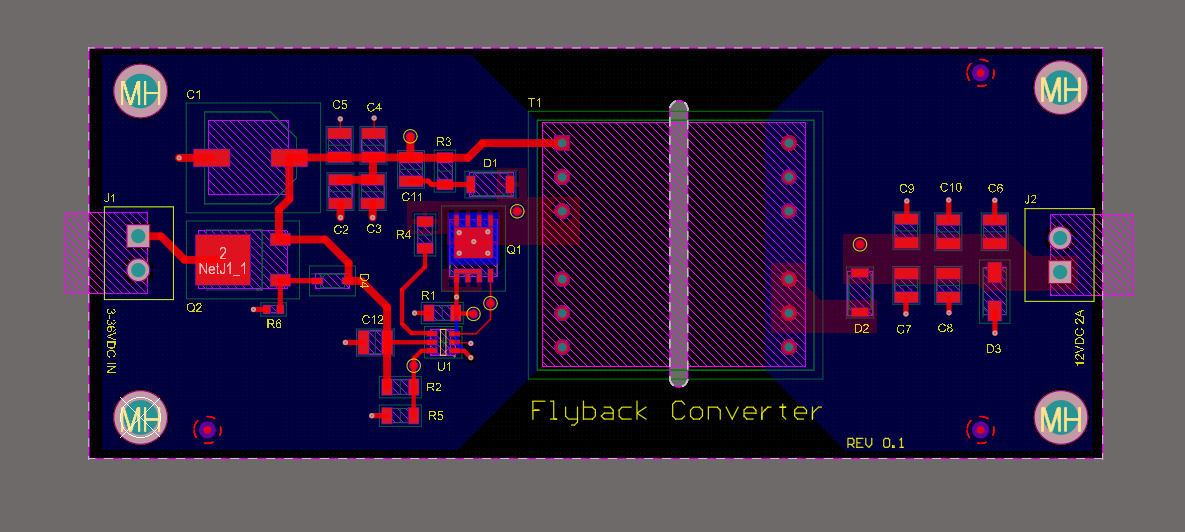 MH
MH
C1
C5
C4
T1
R3
D1
C11
C2
C3
J1
R4
Q1
2
NetJ1_1
Q2
D4
R6
R1
C12
U1
R2
R5
3-36VDC IN
C9
C10
C6
J2
D2
C7
C8
D3
12VDC 2A
MH
MH
Flyback Converter
REV 0.1